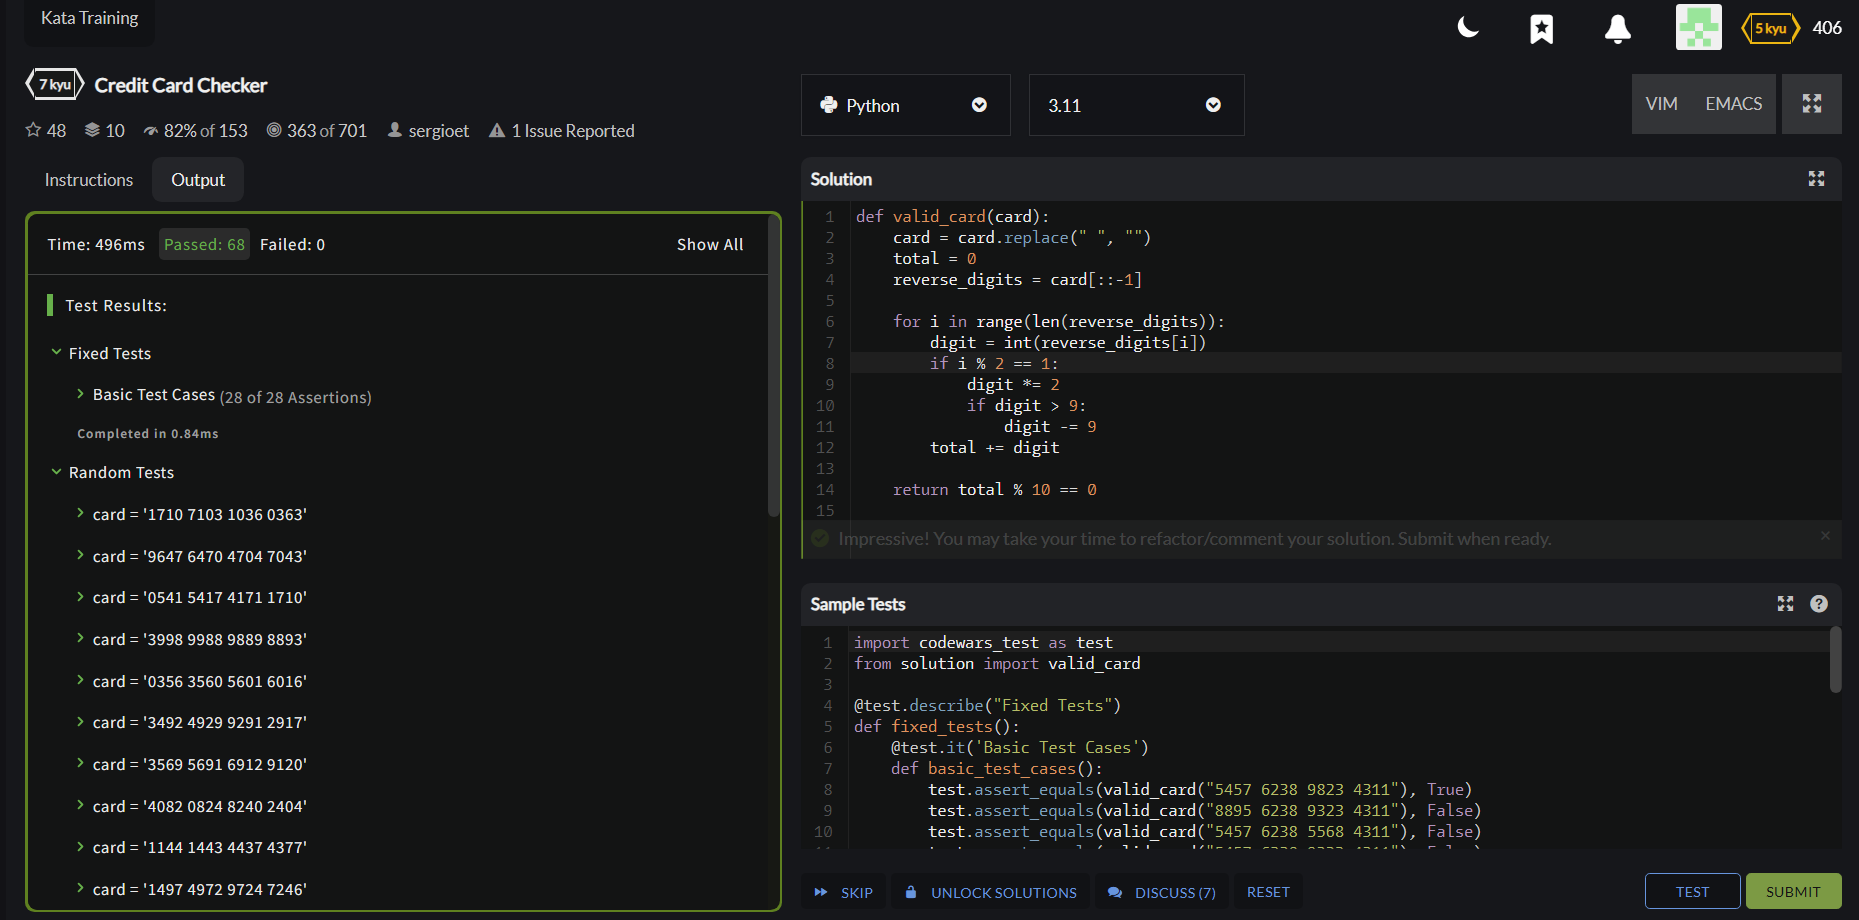 Kata Training
5 kyu 406
7 kyu Credit Card Checker
48 10 82% of 153 363 of 701 sergioet 1 Issue Reported
Instructions Output
Time: 496ms Passed: 68 Failed: 0 Show All
Test Results:
Fixed Tests
Basic Test Cases (28 of 28 Assertions)
Completed in 0.84ms
Random Tests
card = '1710 7103 1036 0363'
card = '9647 6470 4704 7043'
card = '0541 5417 4171 1710'
card = '3998 9988 9889 8893'
card = '0356 3560 5601 6016'
card = '3492 4929 9291 2917'
card = '3569 5691 6912 9120'
card = '4082 0824 8240 2404'
card = '1144 1443 4437 4377'
card = '1497 4972 9724 7246'
Python 3.11 VIM EMACS
Solution
1 def valid_card(card):
2     card = card.replace(" ", "")
3     total = 0
4     reverse_digits = card[::-1]
5
6     for i in range(len(reverse_digits)):
7         digit = int(reverse_digits[i])
8         if i % 2 == 1:
9             digit *= 2
10             if digit > 9:
11                 digit -= 9
12         total += digit
13
14     return total % 10 == 0
15
Impressive! You may take your time to refactor/comment your solution. Submit when ready.
Sample Tests
1 import codewars_test as test
2 from solution import valid_card
3
4 @test.describe("Fixed Tests")
5 def fixed_tests():
6     @test.it('Basic Test Cases')
7     def basic_test_cases():
8         test.assert_equals(valid_card("5457 6238 9823 4311"), True)
9         test.assert_equals(valid_card("8895 6238 9323 4311"), False)
10         test.assert_equals(valid_card("5457 6238 5568 4311"), False)
SKIP UNLOCK SOLUTIONS DISCUSS (7) RESET TEST SUBMIT